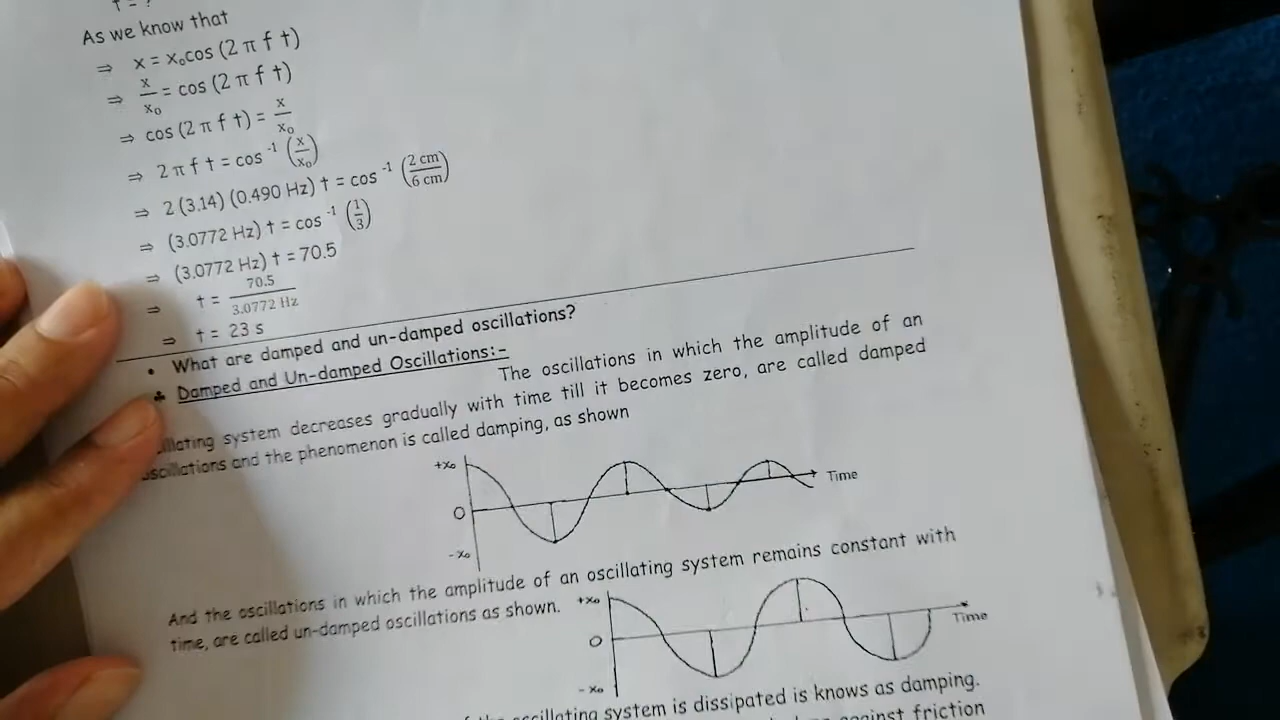 t = ?
As we know that
⇒ x = x₀cos (2 π f t)
⇒ x/x₀ = cos (2 π f t)
⇒ cos (2 π f t) = x/x₀
⇒ 2 π f t = cos⁻¹ (x/x₀)
⇒ 2 (3.14) (0.490 Hz) t = cos⁻¹ (2 cm/6 cm)
⇒ (3.0772 Hz) t = cos⁻¹ (1/3)
⇒ (3.0772 Hz) t = 70.5
⇒ t = 70.5/3.0772 Hz
⇒ t = 23 s
• What are damped and un-damped oscillations?
♣ Damped and Un-damped Oscillations:-
The oscillations in which the amplitude of an
illating system decreases gradually with time till it becomes zero, are called damped
oscillations and the phenomenon is called damping, as shown
+x₀
O
-x₀
Time
And the oscillations in which the amplitude of an oscillating system remains constant with
time, are called un-damped oscillations as shown.
+x₀
O
-x₀
Time
the oscillating system is dissipated is knows as damping.
against friction